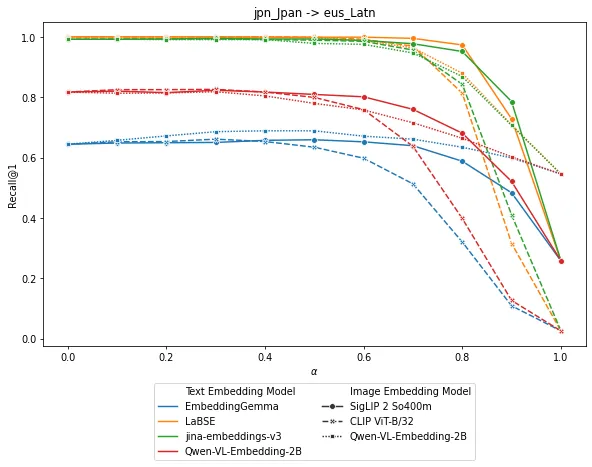 jpn_Jpan -> eus_Latn
Recall@1
1.0
0.8
0.6
0.4
0.2
0.0
0.0 0.2 0.4 0.6 0.8 1.0
α
Text Embedding Model
EmbeddingGemma
LaBSE
jina-embeddings-v3
Qwen-VL-Embedding-2B
Image Embedding Model
SigLIP 2 So400m
CLIP ViT-B/32
Qwen-VL-Embedding-2B